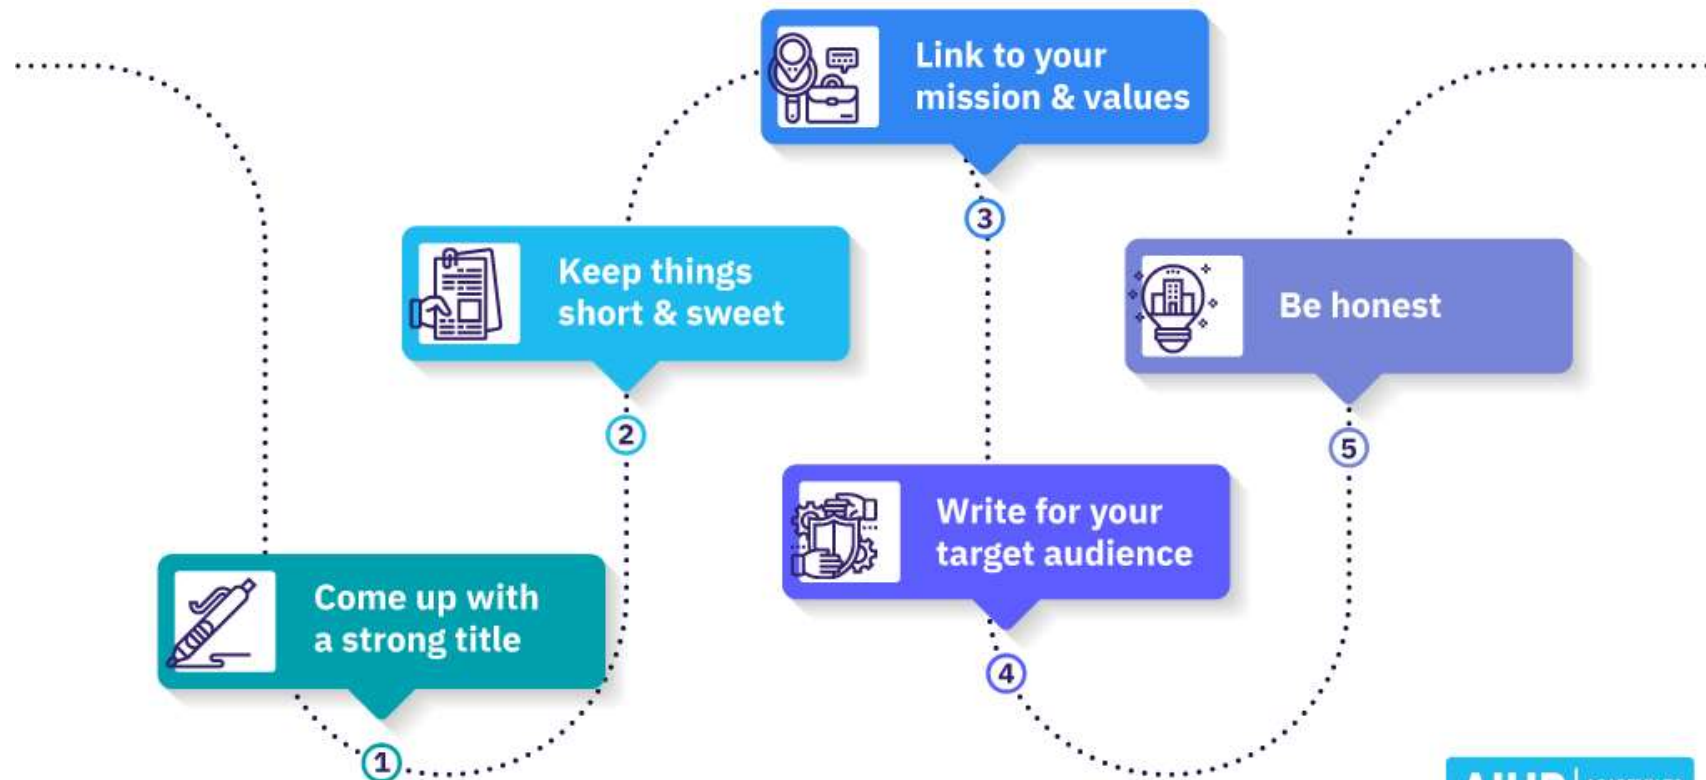 Come up with
a strong title
1
Keep things
short & sweet
2
Link to your
mission & values
3
Write for your
target audience
4
Be honest
5